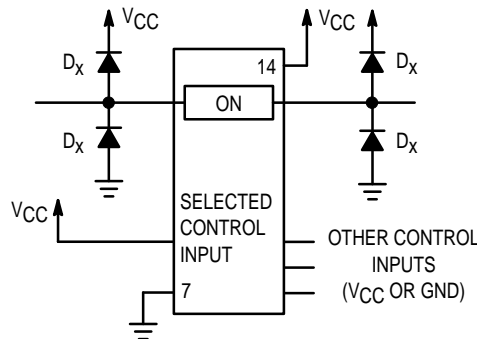 VCC
VCC
VCC
14
Dx
Dx
ON
Dx
Dx
VCC
SELECTED
CONTROL
INPUT
OTHER CONTROL
INPUTS
(VCC OR GND)
7